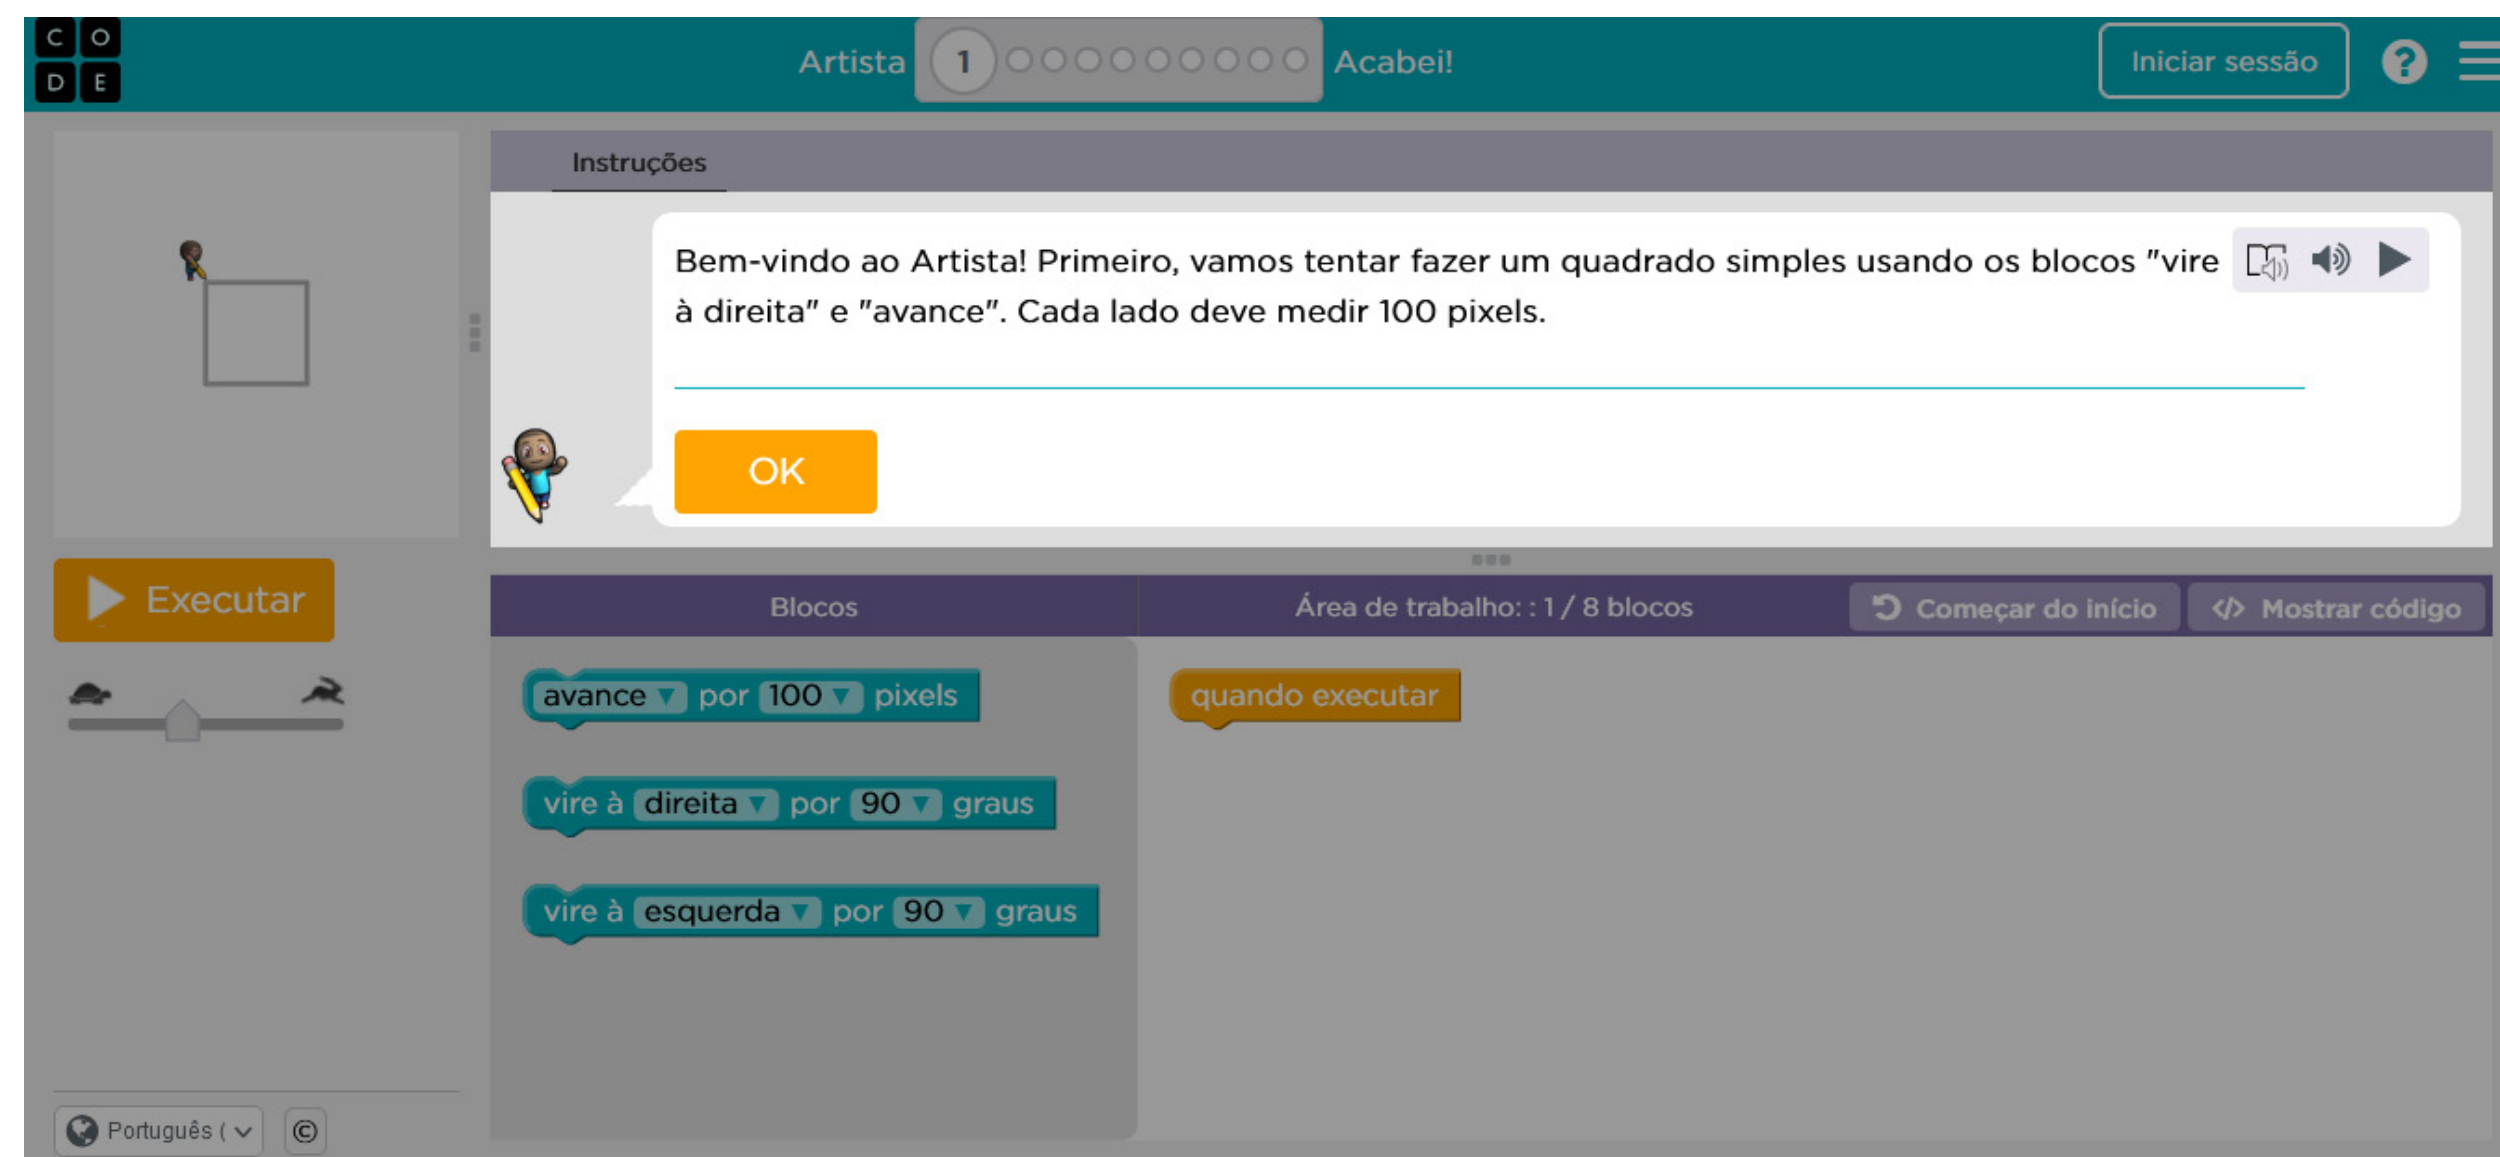 C O
D E
Artista 1 Acabei!
Iniciar sessão ?
Instruções
Bem-vindo ao Artista! Primeiro, vamos tentar fazer um quadrado simples usando os blocos "vire
à direita" e "avance". Cada lado deve medir 100 pixels.
OK
Executar
Blocos
Área de trabalho: : 1 / 8 blocos
Começar do início
</> Mostrar código
avance ▼ por 100 ▼ pixels
vire à direita ▼ por 90 ▼ graus
vire à esquerda ▼ por 90 ▼ graus
quando executar
Português (
©